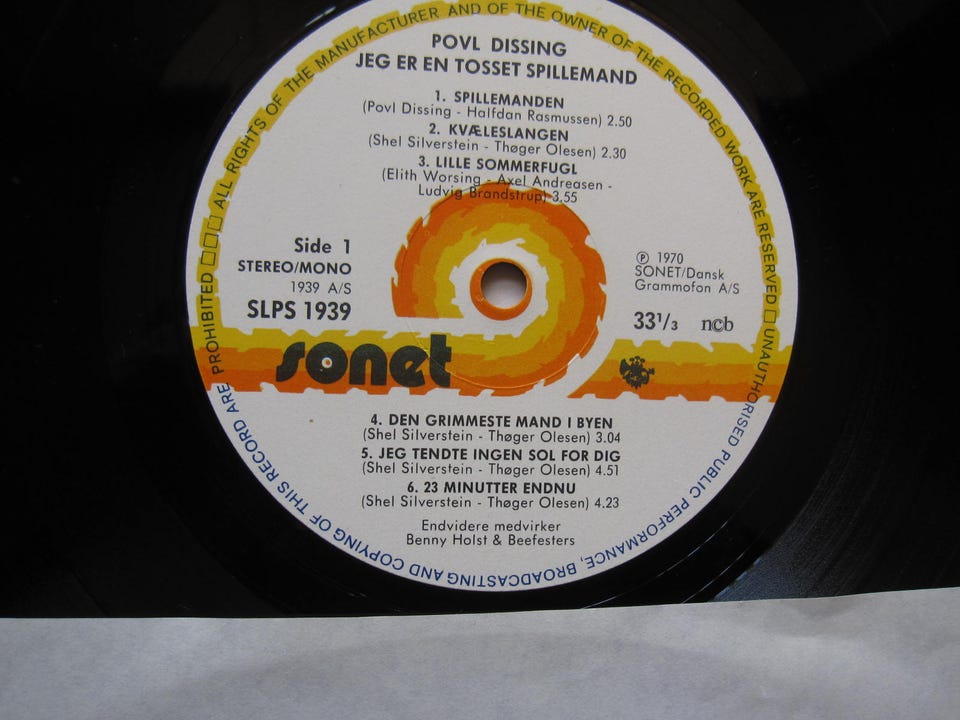 ALL RIGHTS OF THE MANUFACTURER AND OF THE OWNER OF THE RECORDED WORK ARE RESERVED □ UNAUTHORISED PUBLIC PERFORMANCE, BROADCASTING AND COPYING OF THIS RECORD ARE PROHIBITED □□□
POVL DISSING
JEG ER EN TOSSET SPILLEMAND
1. SPILLEMANDEN
(Povl Dissing - Halfdan Rasmussen) 2.50
2. KVÆLESLANGEN
(Shel Silverstein - Thøger Olesen) 2.30
3. LILLE SOMMERFUGL
(Elith Worsing - Axel Andreasen -
Ludvig Brandstrup) 3,55
Side 1
STEREO/MONO
1939 A/S
SLPS 1939
Ⓟ 1970
SONET/Dansk
Grammofon A/S
33 1/3 ncb
sonet
4. DEN GRIMMESTE MAND I BYEN
(Shel Silverstein - Thøger Olesen) 3.04
5. JEG TENDTE INGEN SOL FOR DIG
(Shel Silverstein - Thøger Olesen) 4.51
6. 23 MINUTTER ENDNU
(Shel Silverstein - Thøger Olesen) 4.23
Endvidere medvirker
Benny Holst & Beefesters